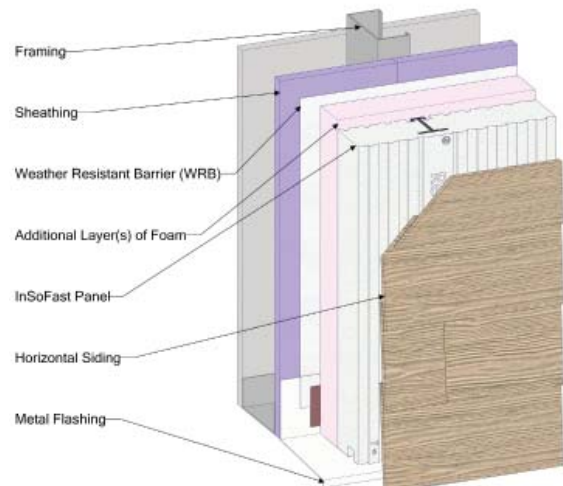 Framing
Sheathing
Weather Resistant Barrier (WRB)
Additional Layer(s) of Foam
InSoFast Panel
Horizontal Siding
Metal Flashing